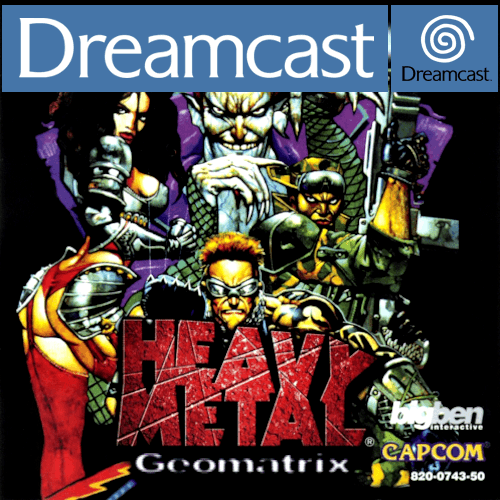 Dreamcast
Dreamcast
HEAVY
METAL
®
Geomatrix
bigben
interactive
CAPCOM
820-0743-50